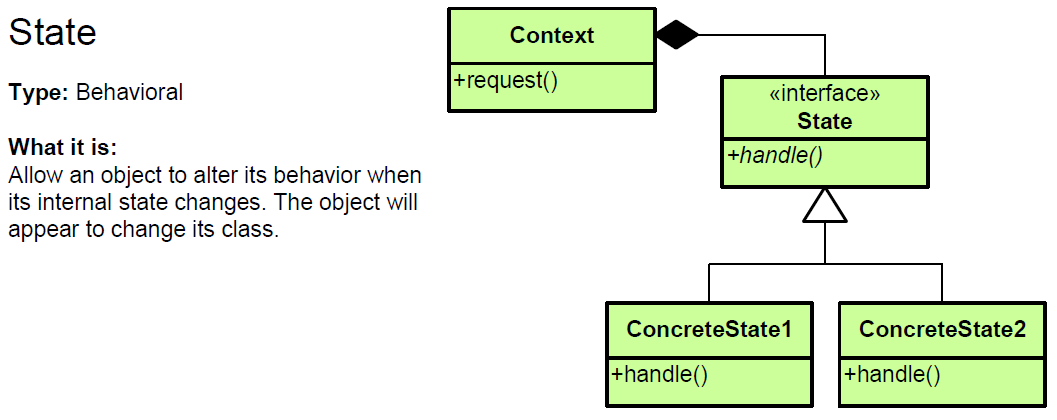 State
Type: Behavioral
What it is:
Allow an object to alter its behavior when
its internal state changes. The object will
appear to change its class.
Context
+request()
«interface»
State
+handle()
ConcreteState1
+handle()
ConcreteState2
+handle()